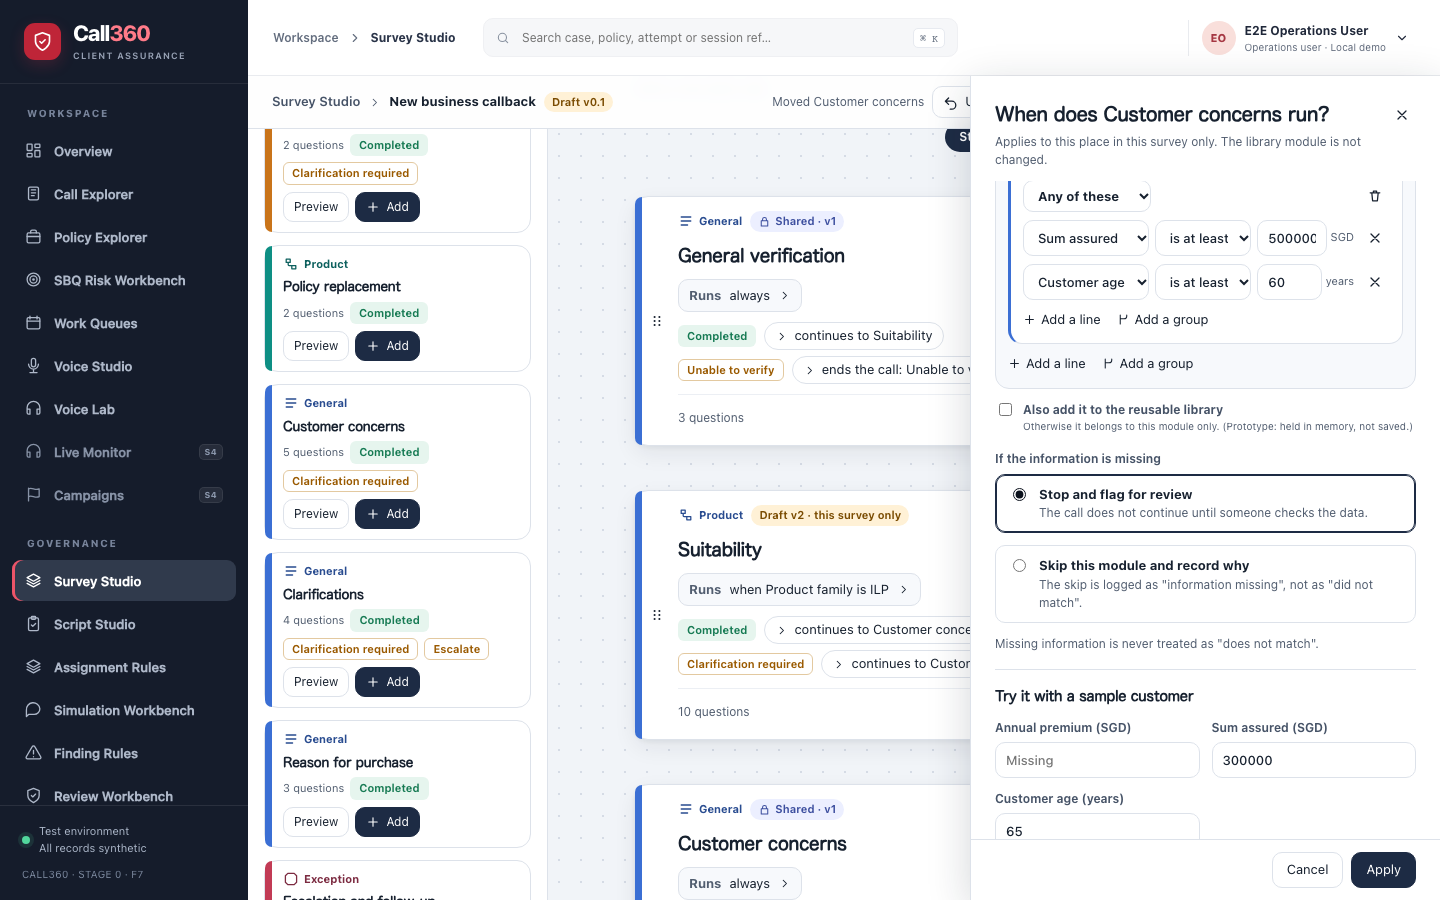 Call360
CLIENT ASSURANCE
WORKSPACE
Overview
Call Explorer
Policy Explorer
SBQ Risk Workbench
Work Queues
Voice Studio
Voice Lab
Live Monitor S4
Campaigns S4
GOVERNANCE
Survey Studio
Script Studio
Assignment Rules
Simulation Workbench
Finding Rules
Review Workbench
Test environment
All records synthetic
CALL360 · STAGE 0 · F7
Workspace > Survey Studio
Search case, policy, attempt or session ref...
⌘ K
EO
E2E Operations User
Operations user · Local demo
Survey Studio > New business callback Draft v0.1
Moved Customer concerns
2 questions Completed
Clarification required
Preview + Add
Product
Policy replacement
2 questions Completed
Preview + Add
General
Customer concerns
5 questions Completed
Clarification required
Preview + Add
General
Clarifications
4 questions Completed
Clarification required Escalate
Preview + Add
General
Reason for purchase
3 questions Completed
Preview + Add
Exception
General Shared · v1
General verification
Runs always >
Completed > continues to Suitability
Unable to verify > ends the call: Unable to
3 questions
Product Draft v2 · this survey only
Suitability
Runs when Product family is ILP >
Completed > continues to Customer conce
Clarification required > continues to Custor
10 questions
General Shared · v1
Customer concerns
Runs always >
When does Customer concerns run?
Applies to this place in this survey only. The library module is not
changed.
Any of these
Sum assured is at least 500000 SGD
Customer age is at least 60 years
+ Add a line Add a group
+ Add a line Add a group
Also add it to the reusable library
Otherwise it belongs to this module only. (Prototype: held in memory, not saved.)
If the information is missing
Stop and flag for review
The call does not continue until someone checks the data.
Skip this module and record why
The skip is logged as "information missing", not as "did not
match".
Missing information is never treated as "does not match".
Try it with a sample customer
Annual premium (SGD) Sum assured (SGD)
Missing 300000
Customer age (years)
65
Cancel Apply